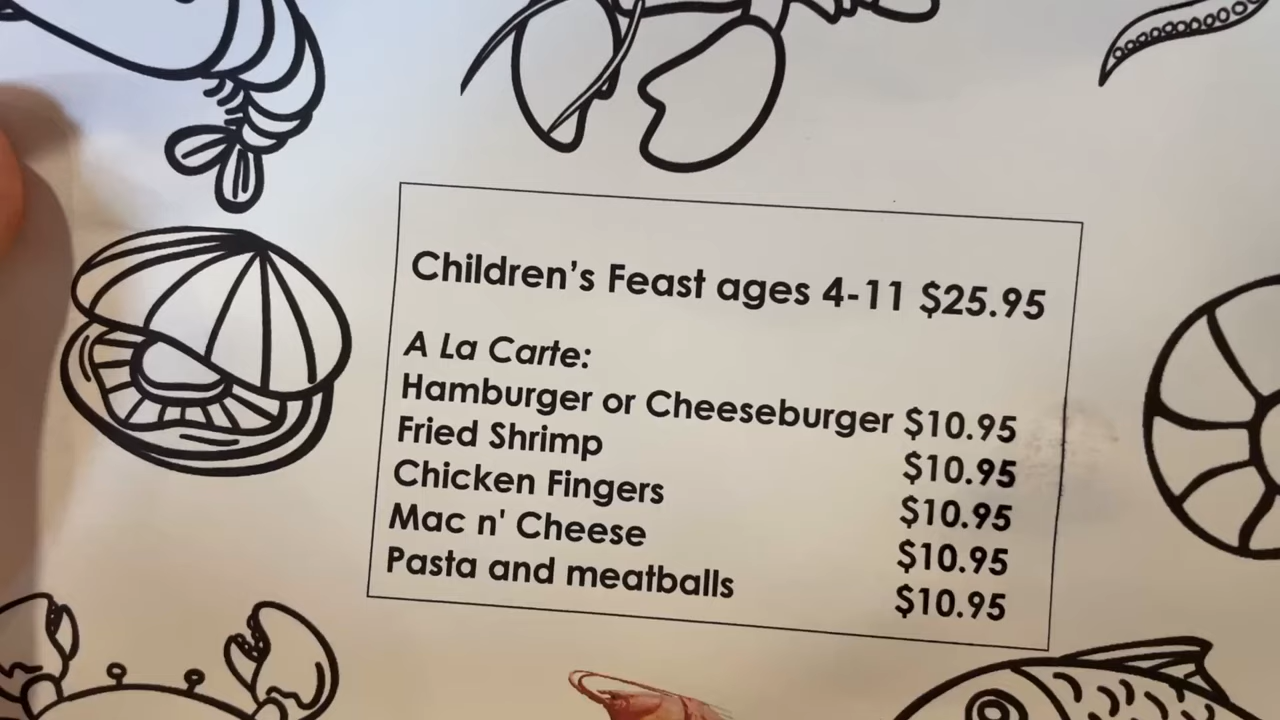 Children's Feast ages 4-11 $25.95
A La Carte:
Hamburger or Cheeseburger $10.95
Fried Shrimp $10.95
Chicken Fingers $10.95
Mac n' Cheese $10.95
Pasta and meatballs $10.95